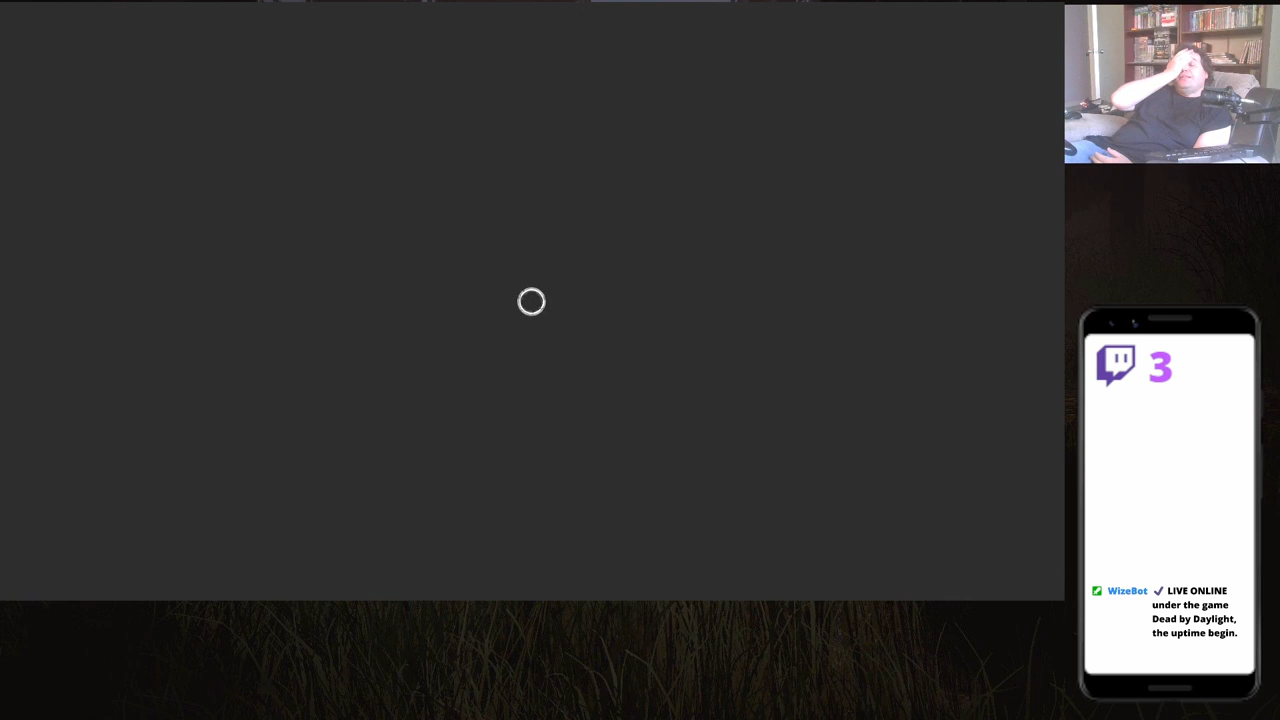 3
WizeBot ✓ LIVE ONLINE
under the game
Dead by Daylight,
the uptime begin.